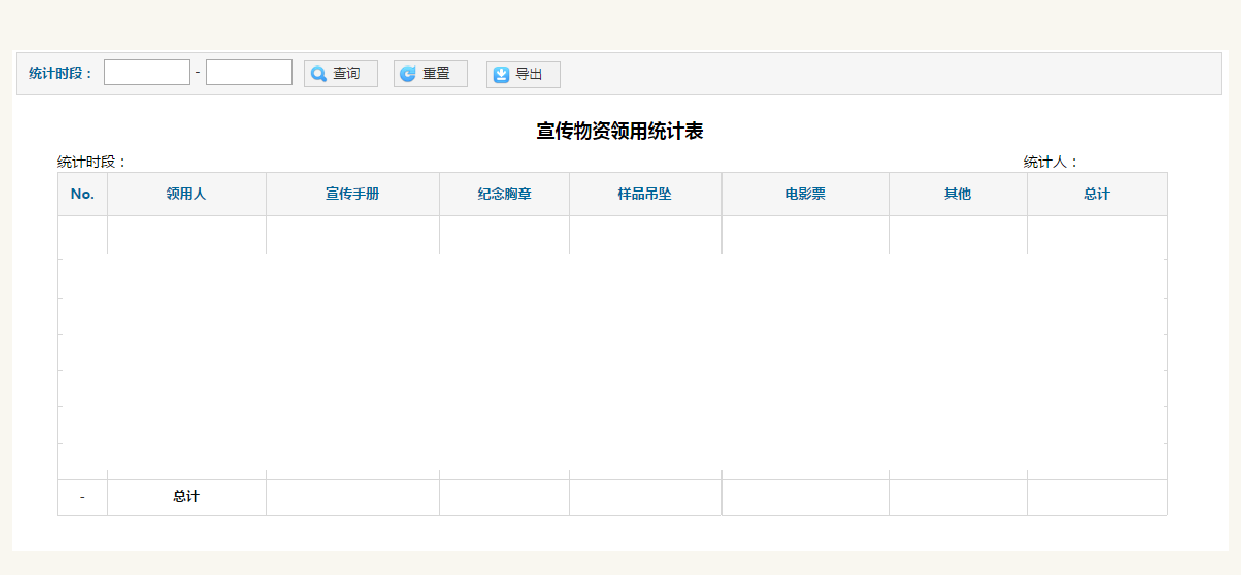 统计时段： - 查询 重置 导出
宣传物资领用统计表
统计时段： 统计人：
No. 领用人 宣传手册 纪念胸章 样品吊坠 电影票 其他 总计
- 总计